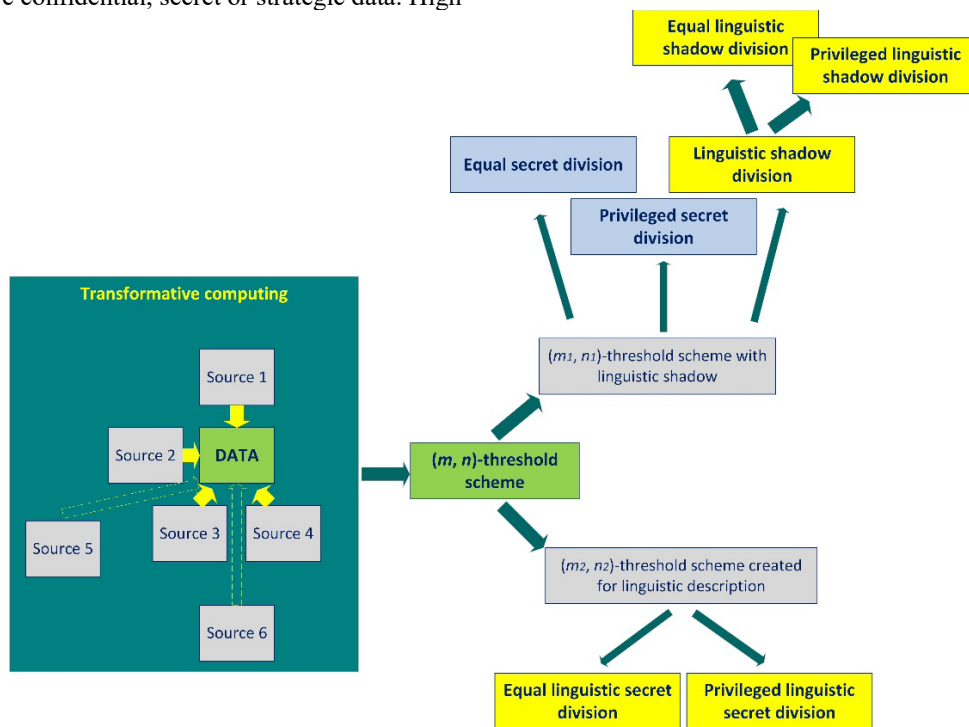 e confidential, secret or strategic data. High
Equal linguistic
shadow division
Privileged linguistic
shadow division
Equal secret division
Linguistic shadow
division
Privileged secret
division
Transformative computing
Source 1
Source 2
DATA
Source 3
Source 4
Source 5
Source 6
(m, n)-threshold
scheme
(m1, n1)-threshold scheme with
linguistic shadow
(m2, n2)-threshold scheme created
for linguistic description
Equal linguistic secret
division
Privileged linguistic
secret division